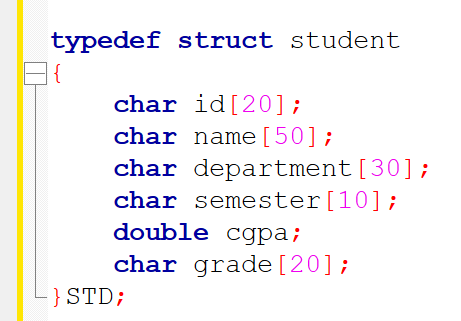 typedef struct student
{
    char id[20];
    char name[50];
    char department[30];
    char semester[10];
    double cgpa;
    char grade[20];
}STD;